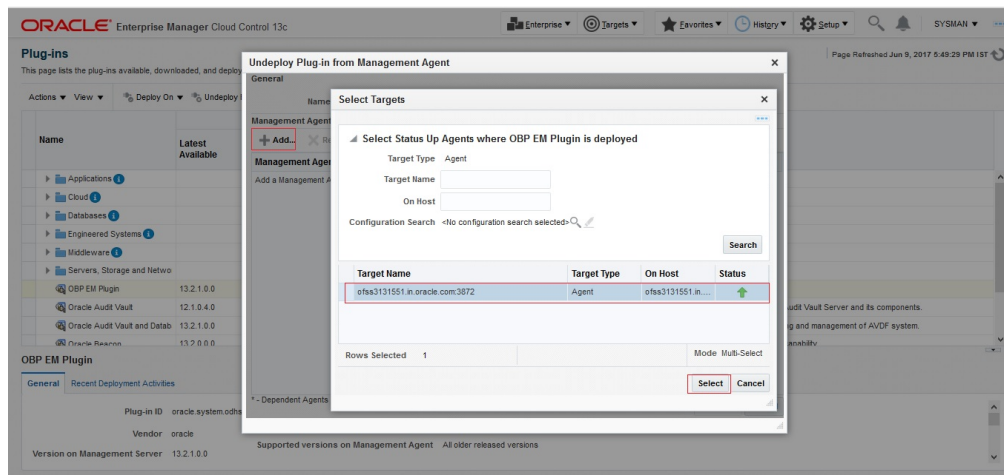 ORACLE Enterprise Manager Cloud Control 13c
Enterprise Targets Favorites History Setup SYSMAN
Plug-ins
Page Refreshed Jun 9, 2017 5:49:29 PM IST
This page lists the plug-ins available, downloaded, and deploy
Actions View Deploy On Undeploy
Name
Latest Available
Applications
Cloud
Databases
Engineered Systems
Middleware
Servers, Storage and Netwo
OBP EM Plugin 13.2.1.0.0
Oracle Audit Vault 12.1.0.4.0
udit Vault Server and its components.
Oracle Audit Vault and Datab 13.2.1.0.0
g and management of AVDF system.
Oracle Beacon 13.2.0.0.0
OBP EM Plugin
General Recent Deployment Activities
Plug-in ID oracle.system.odhs
Vendor oracle
Version on Management Server 13.2.1.0.0
Undeploy Plug-in from Management Agent
General
Name
Management Agent
Add...
Management Agen
Add a Management A
* - Dependent Agents
Supported versions on Management Agent All older released versions
Select Targets
Select Status Up Agents where OBP EM Plugin is deployed
Target Type Agent
Target Name
On Host
Configuration Search <No configuration search selected>
Search
Target Name Target Type On Host Status
ofss3131551.in.oracle.com:3872 Agent ofss3131551.in....
Rows Selected 1 Mode Multi-Select
Select Cancel